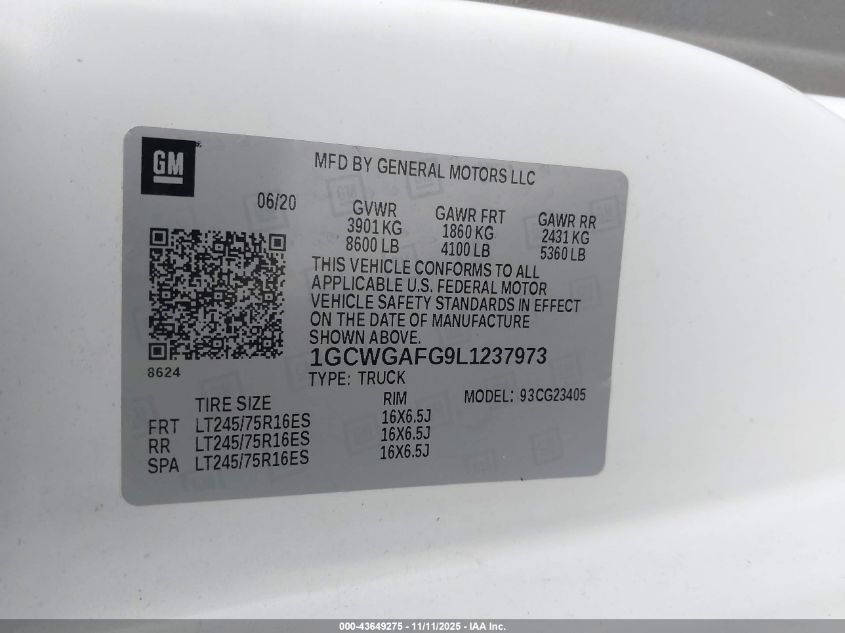 GM
MFD BY GENERAL MOTORS LLC
06/20
GVWR GAWR FRT GAWR RR
3901 KG 1860 KG 2431 KG
8600 LB 4100 LB 5360 LB
THIS VEHICLE CONFORMS TO ALL
APPLICABLE U.S. FEDERAL MOTOR
VEHICLE SAFETY STANDARDS IN EFFECT
ON THE DATE OF MANUFACTURE
SHOWN ABOVE.
1GCWGAFG9L1237973
8624
TYPE: TRUCK MODEL: 93CG23405
TIRE SIZE RIM
FRT LT245/75R16ES 16X6.5J
RR LT245/75R16ES 16X6.5J
SPA LT245/75R16ES 16X6.5J
000-43649275 - 11/11/2025 - IAA Inc.